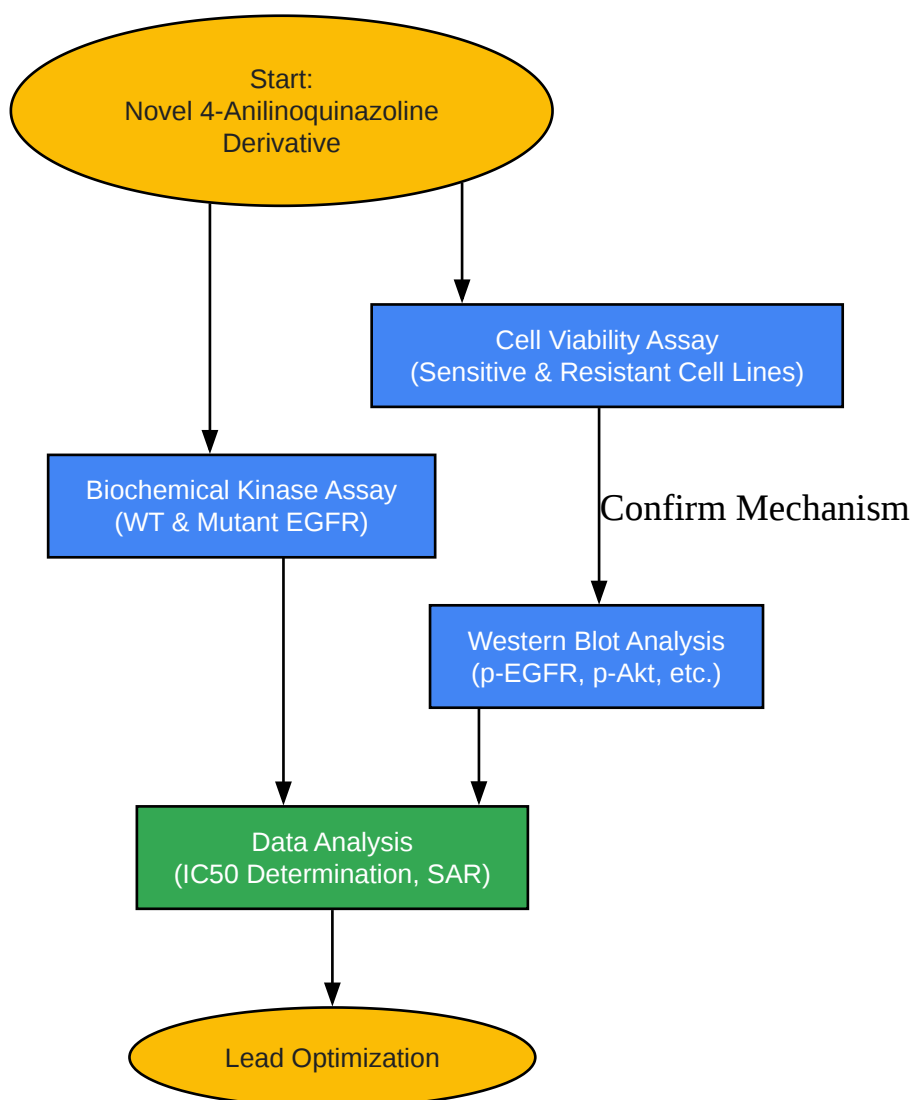 Start:
Novel 4-Anilinoquinazoline
Derivative
Cell Viability Assay
(Sensitive & Resistant Cell Lines)
Biochemical Kinase Assay
(WT & Mutant EGFR)
Confirm Mechanism
Western Blot Analysis
(p-EGFR, p-Akt, etc.)
Data Analysis
(IC50 Determination, SAR)
Lead Optimization